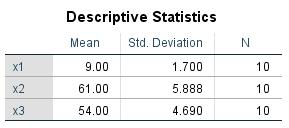 Descriptive Statistics
Mean Std. Deviation N
x1 9.00 1.700 10
x2 61.00 5.888 10
x3 54.00 4.690 10